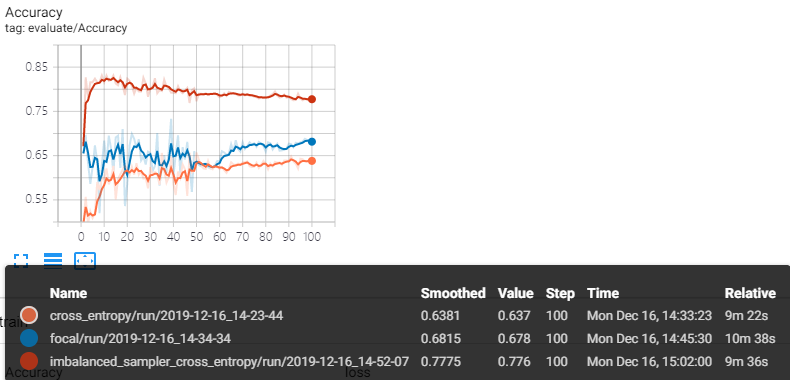 Accuracy
tag: evaluate/Accuracy
0.85
0.75
0.65
0.55
0 10 20 30 40 50 60 70 80 90 100
Name Smoothed Value Step Time Relative
cross_entropy/run/2019-12-16_14-23-44 0.6381 0.637 100 Mon Dec 16, 14:33:23 9m 22s
train
focal/run/2019-12-16_14-34-34 0.6815 0.678 100 Mon Dec 16, 14:45:30 10m 38s
imbalanced_sampler_cross_entropy/run/2019-12-16_14-52-07 0.7775 0.776 100 Mon Dec 16, 15:02:00 9m 36s
Accuracy loss